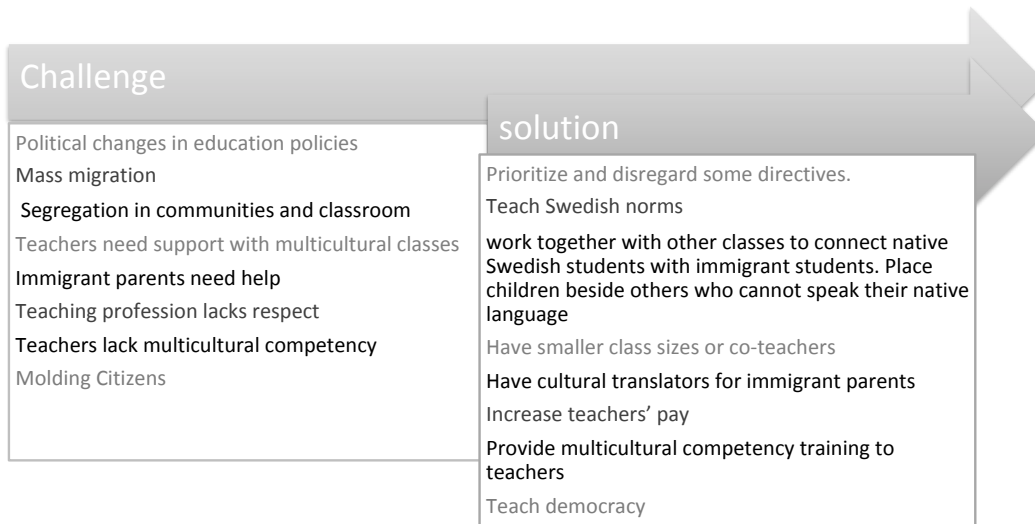 Challenge
Political changes in education policies
Mass migration
Segregation in communities and classroom
Teachers need support with multicultural classes
Immigrant parents need help
Teaching profession lacks respect
Teachers lack multicultural competency
Molding Citizens
solution
Prioritize and disregard some directives.
Teach Swedish norms
work together with other classes to connect native
Swedish students with immigrant students. Place
children beside others who cannot speak their native
language
Have smaller class sizes or co-teachers
Have cultural translators for immigrant parents
Increase teachers’ pay
Provide multicultural competency training to
teachers
Teach democracy